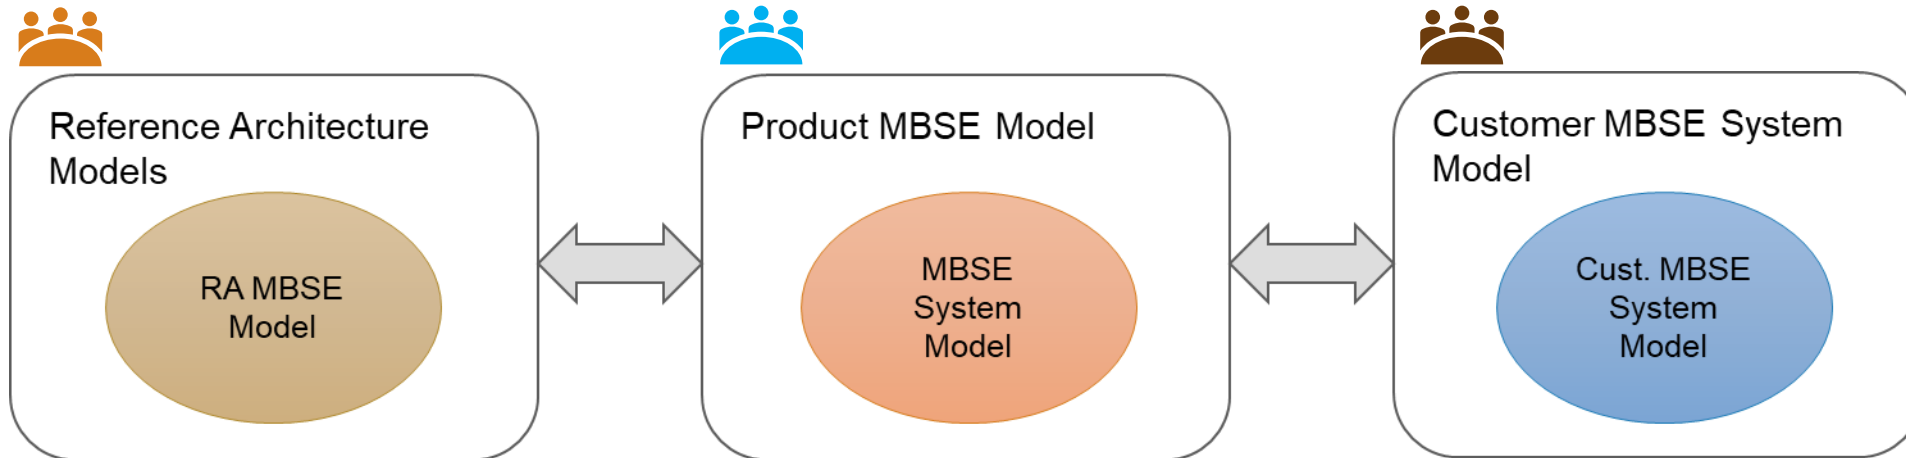 Reference Architecture
Models
RA MBSE
Model
Product MBSE Model
MBSE
System
Model
Customer MBSE System
Model
Cust. MBSE
System
Model